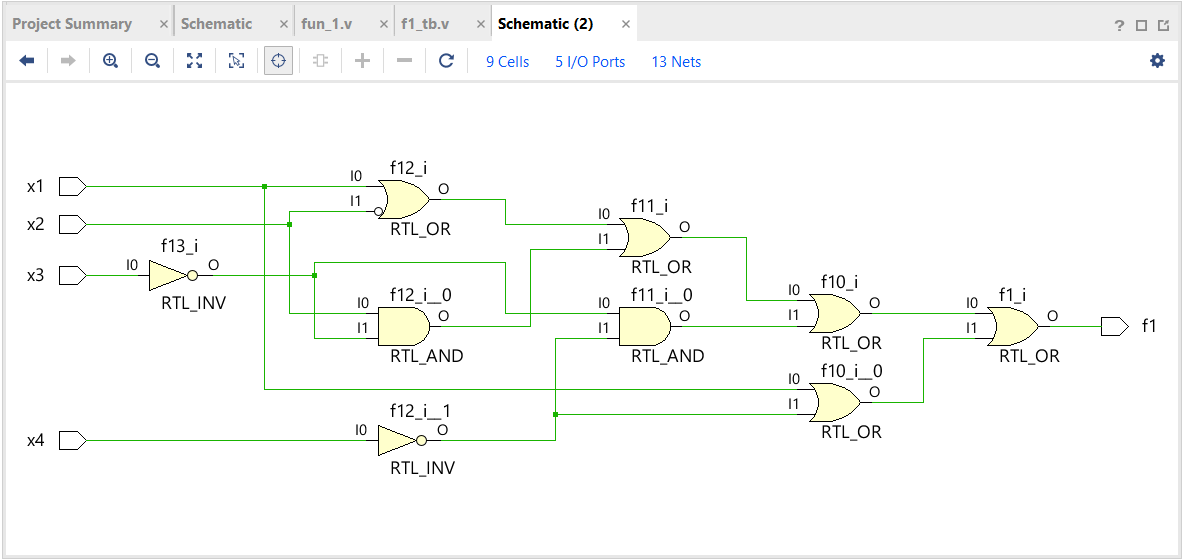 Project Summary × Schematic × fun_1.v × f1_tb.v × Schematic (2) × ?
9 Cells 5 I/O Ports 13 Nets
f12_i
x1 I0 O
I1
RTL_OR
x2
f11_i
I0 O
I1
RTL_OR
f13_i
x3 I0 O
RTL_INV
f12_i__0
I0 O
I1
RTL_AND
f11_i__0
I0 O
I1
RTL_AND
f10_i
I0 O
I1
RTL_OR
f1_i
I0 O
I1
RTL_OR
f1
f10_i__0
I0 O
I1
RTL_OR
f12_i__1
x4 I0 O
RTL_INV